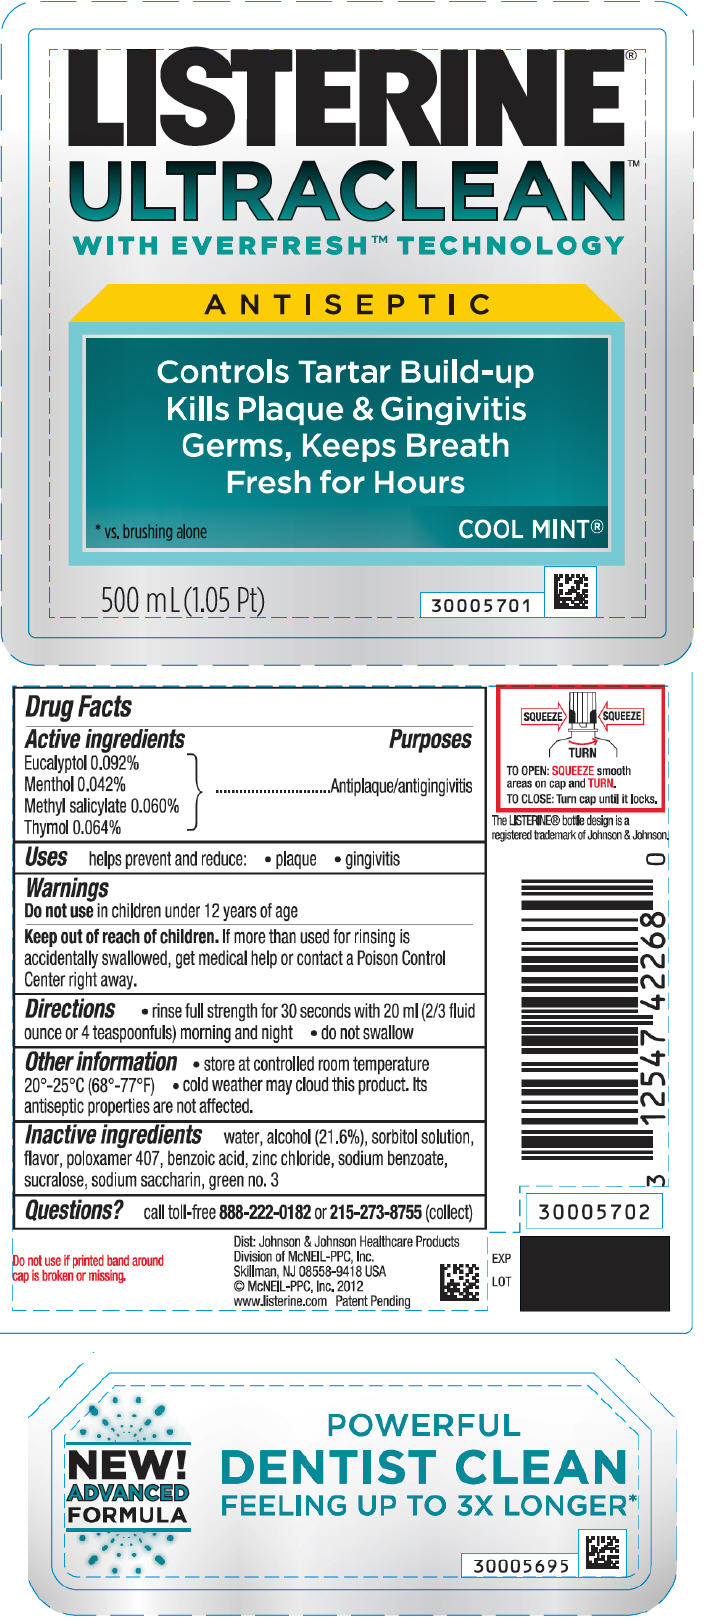 LISTERINE®
ULTRACLEAN™
WITH EVERFRESH™ TECHNOLOGY
ANTISEPTIC
Controls Tartar Build-up
Kills Plaque & Gingivitis
Germs, Keeps Breath
Fresh for Hours
* vs. brushing alone
COOL MINT®
500 mL (1.05 Pt)
30005701
Drug Facts
Active ingredients Purposes
Eucalyptol 0.092%
Menthol 0.042%
Methyl salicylate 0.060%
Thymol 0.064%
Antiplaque/antigingivitis
Uses helps prevent and reduce: • plaque • gingivitis
Warnings
Do not use in children under 12 years of age
Keep out of reach of children. If more than used for rinsing is
accidentally swallowed, get medical help or contact a Poison Control
Center right away.
Directions • rinse full strength for 30 seconds with 20 ml (2/3 fluid
ounce or 4 teaspoonfuls) morning and night • do not swallow
Other information • store at controlled room temperature
20°-25°C (68°-77°F) • cold weather may cloud this product. Its
antiseptic properties are not affected.
Inactive ingredients water, alcohol (21.6%), sorbitol solution,
flavor, poloxamer 407, benzoic acid, zinc chloride, sodium benzoate,
sucralose, sodium saccharin, green no. 3
Questions? call toll-free 888-222-0182 or 215-273-8755 (collect)
Do not use if printed band around
cap is broken or missing.
Dist: Johnson & Johnson Healthcare Products
Division of McNEIL-PPC, Inc.
Skillman, NJ 08558-9418 USA
© McNEIL-PPC, Inc. 2012
www.listerine.com Patent Pending
SQUEEZE SQUEEZE
TURN
TO OPEN: SQUEEZE smooth
areas on cap and TURN.
TO CLOSE: Turn cap until it locks.
The LISTERINE® bottle design is a
registered trademark of Johnson & Johnson.
3 12547 42268 0
30005702
EXP
LOT
NEW!
ADVANCED
FORMULA
POWERFUL
DENTIST CLEAN
FEELING UP TO 3X LONGER*
30005695